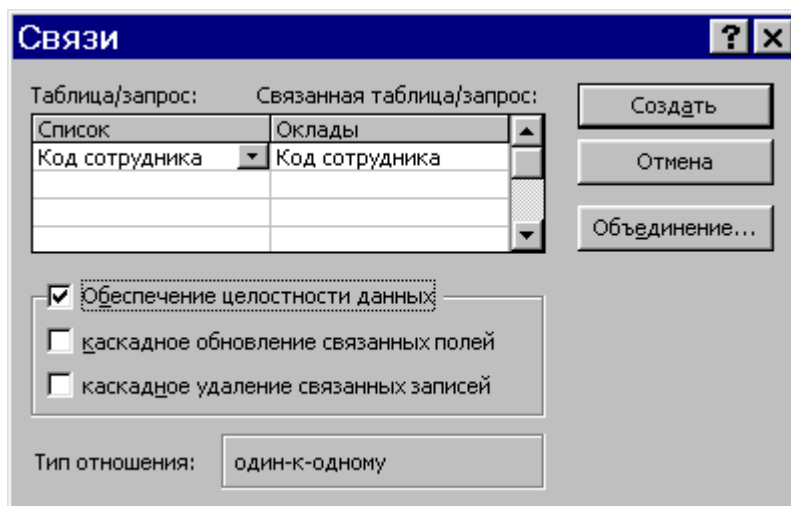 Связи
Таблица/запрос: Связанная таблица/запрос:
Создать
Список Оклады
Код сотрудника Код сотрудника
Отмена
Объединение...
Обеспечение целостности данных
каскадное обновление связанных полей
каскадное удаление связанных записей
Тип отношения: один-к-одному